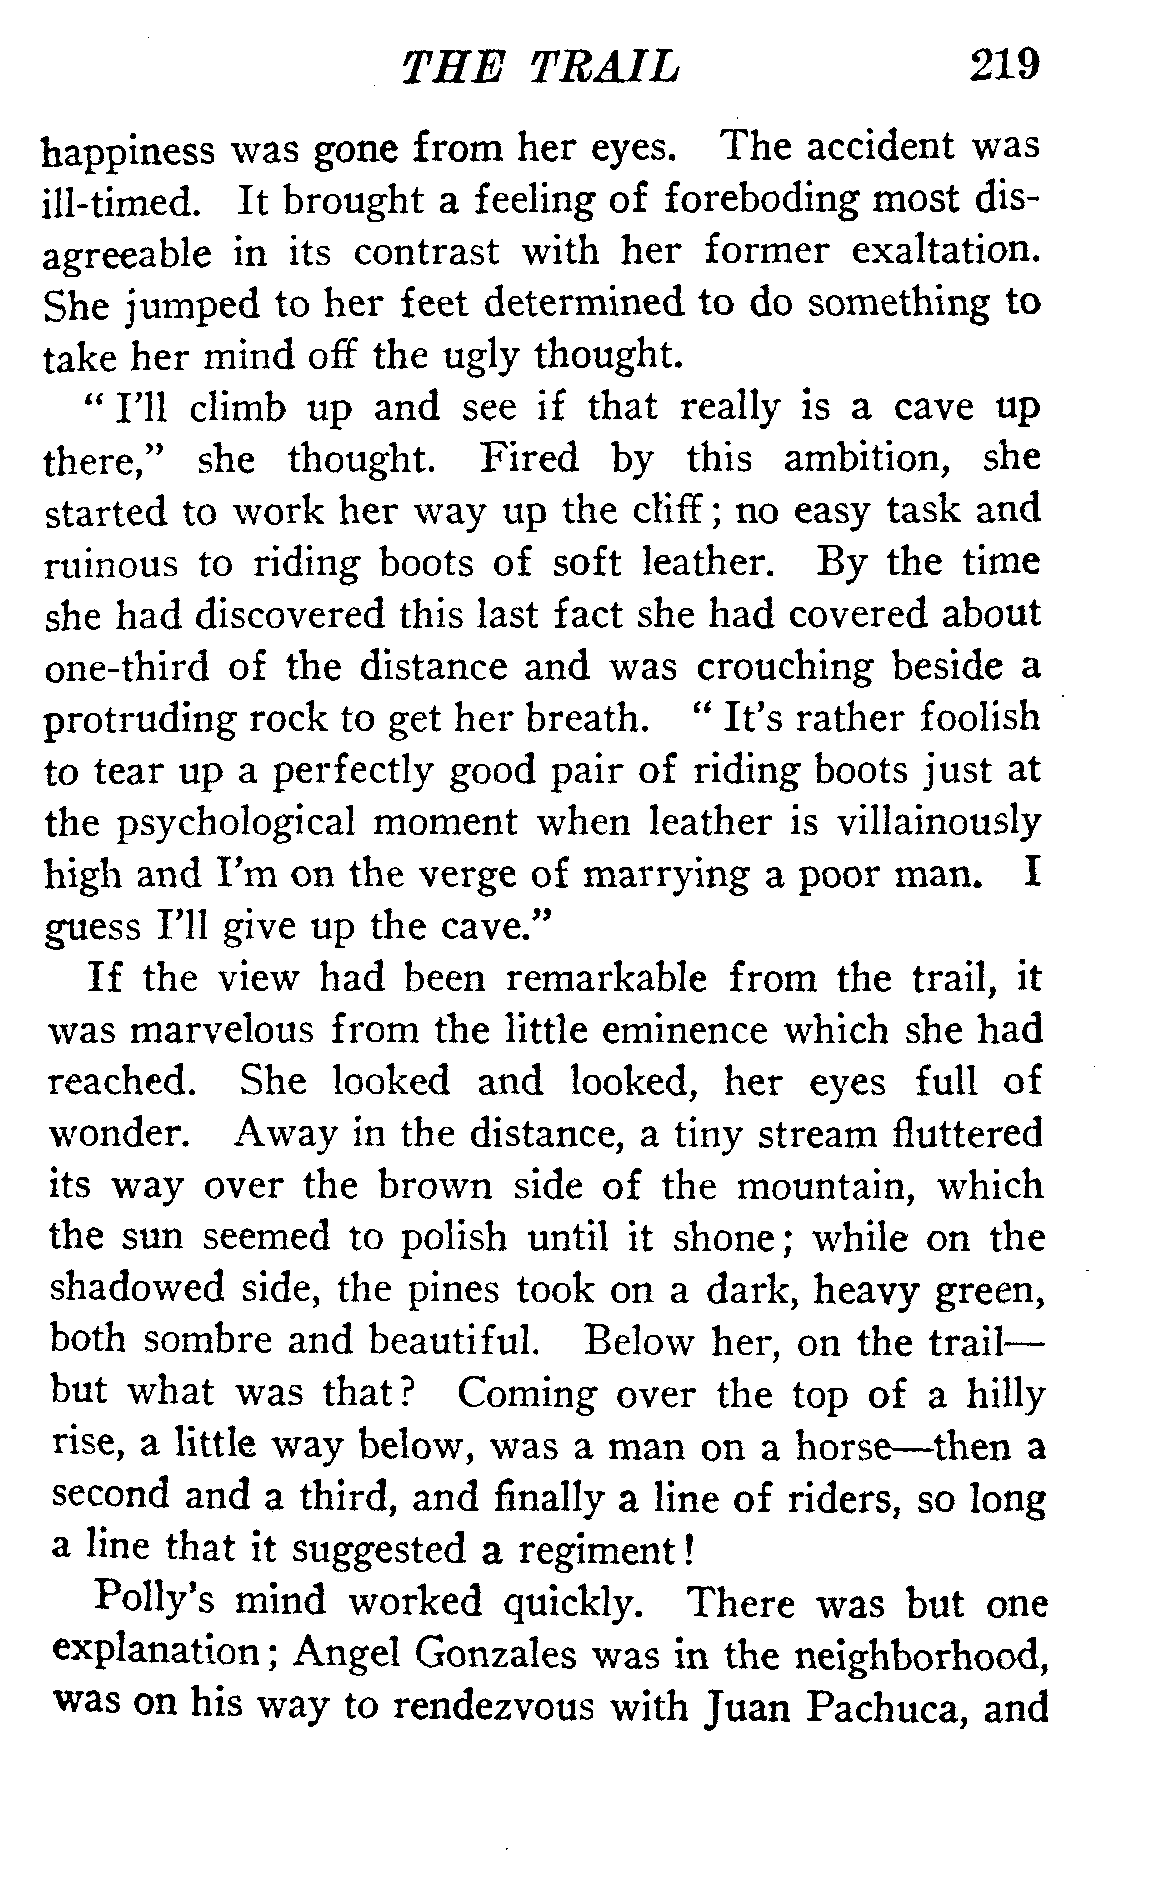 THE TRAIL 219
happiness was gone from her eyes. The accident was
ill-timed. It brought a feeling of foreboding most dis-
agreeable in its contrast with her former exaltation.
She jumped to her feet determined to do something to
take her mind off the ugly thought.
“ I’ll climb up and see if that really is a cave up
there,” she thought. Fired by this ambition, she
started to work her way up the cliff; no easy task and
ruinous to riding boots of soft leather. By the time
she had discovered this last fact she had covered about
one-third of the distance and was crouching beside a
protruding rock to get her breath. “ It’s rather foolish
to tear up a perfectly good pair of riding boots just at
the psychological moment when leather is villainously
high and I’m on the verge of marrying a poor man. I
guess I’ll give up the cave.”
If the view had been remarkable from the trail, it
was marvelous from the little eminence which she had
reached. She looked and looked, her eyes full of
wonder. Away in the distance, a tiny stream fluttered
its way over the brown side of the mountain, which
the sun seemed to polish until it shone; while on the
shadowed side, the pines took on a dark, heavy green,
both sombre and beautiful. Below her, on the trail—
but what was that? Coming over the top of a hilly
rise, a little way below, was a man on a horse—then a
second and a third, and finally a line of riders, so long
a line that it suggested a regiment!
Polly’s mind worked quickly. There was but one
explanation; Angel Gonzales was in the neighborhood,
was on his way to rendezvous with Juan Pachuca, and